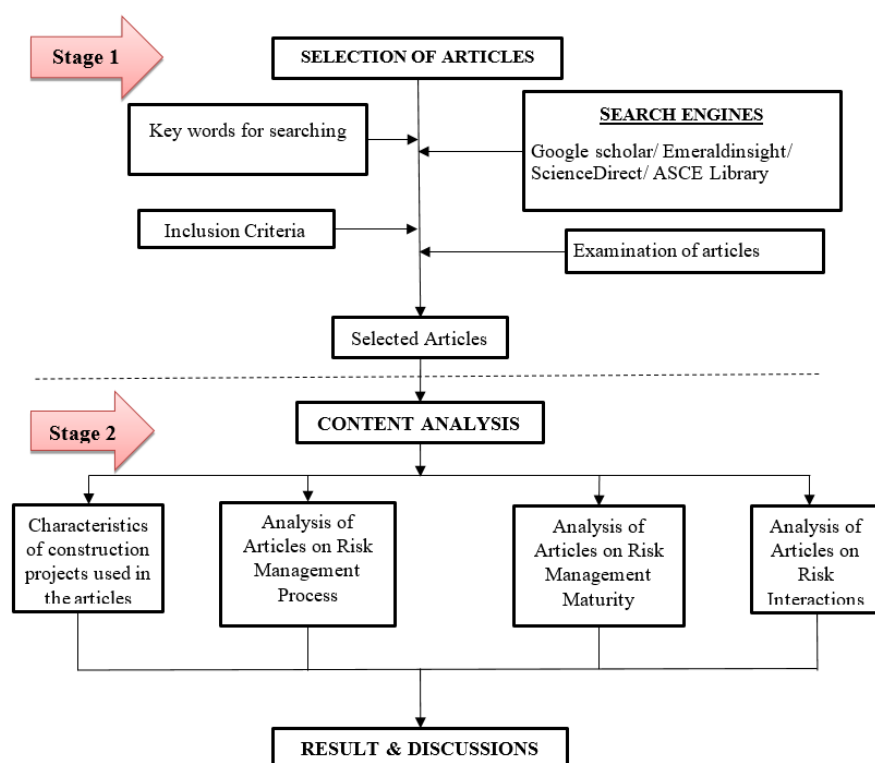 Stage 1
SELECTION OF ARTICLES
Key words for searching
SEARCH ENGINES
Google scholar/ Emeraldinsight/
ScienceDirect/ ASCE Library
Inclusion Criteria
Examination of articles
Selected Articles
Stage 2
CONTENT ANALYSIS
Characteristics
of construction
projects used in
the articles
Analysis of
Articles on Risk
Management
Process
Analysis of
Articles on Risk
Management
Maturity
Analysis of
Articles on
Risk
Interactions
RESULT & DISCUSSIONS